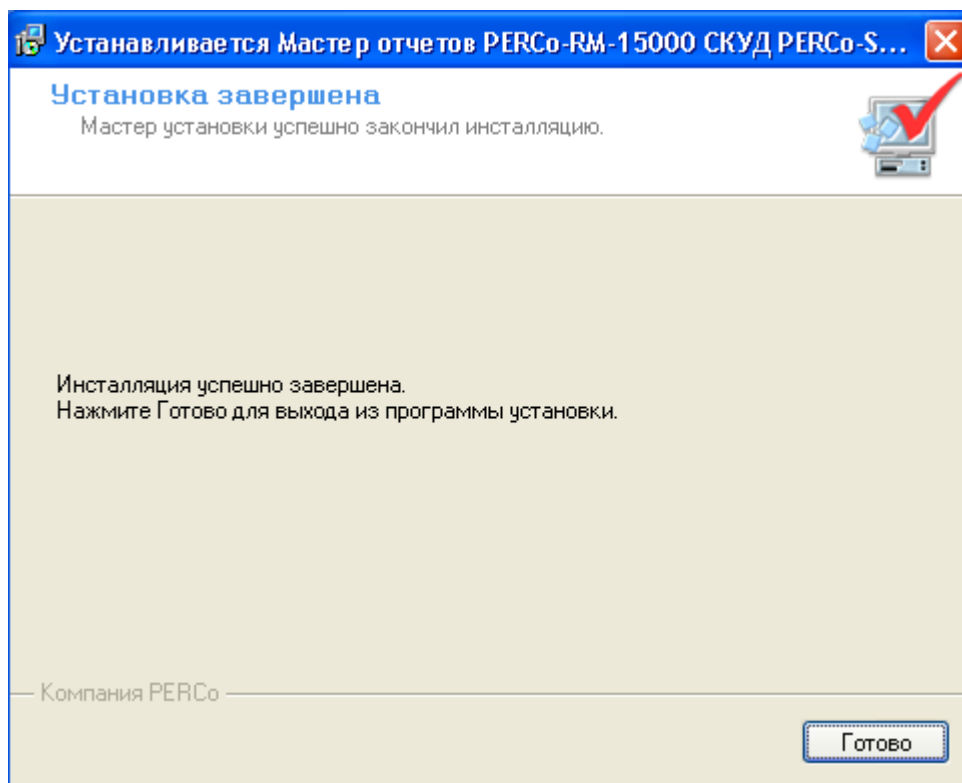 Устанавливается Мастер отчетов PERCo-RM-15000 СКУД PERCo-S...
Установка завершена
Мастер установки успешно закончил инсталляцию.
Инсталляция успешно завершена.
Нажмите Готово для выхода из программы установки.
Компания PERCo
Готово